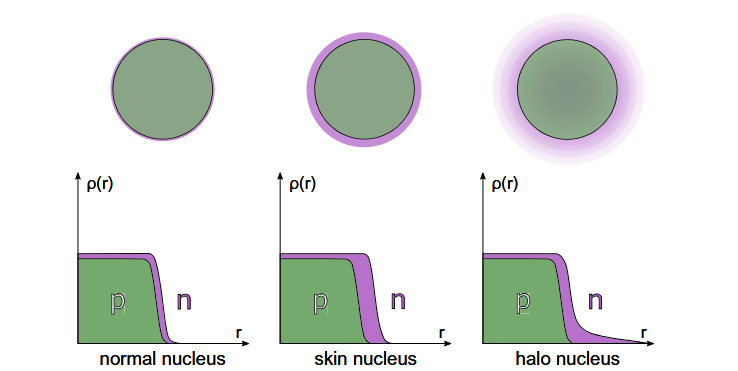 ρ(r)
ρ(r)
ρ(r)
p n
p n
p n
r
r
r
normal nucleus
skin nucleus
halo nucleus